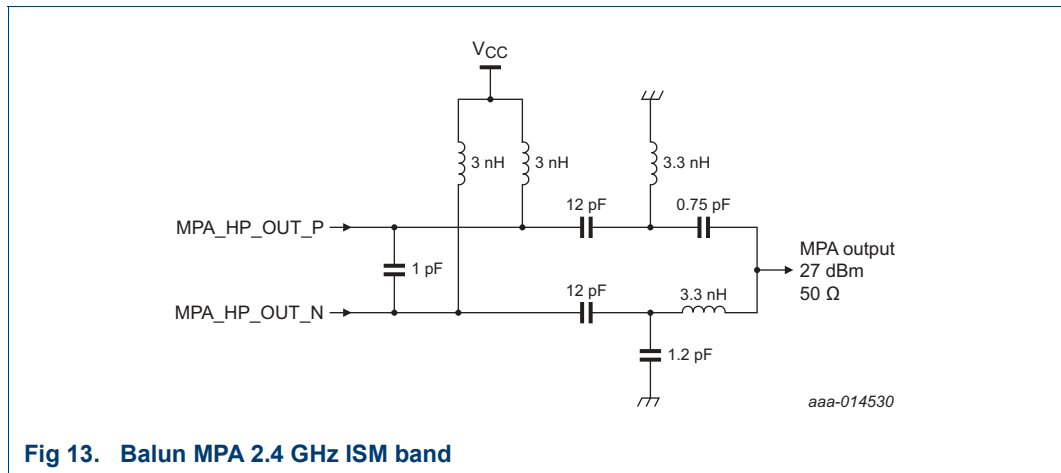 VCC
3 nH
3 nH
3.3 nH
12 pF
0.75 pF
MPA_HP_OUT_P
MPA output
27 dBm
50 Ω
1 pF
12 pF
3.3 nH
MPA_HP_OUT_N
1.2 pF
aaa-014530
Fig 13. Balun MPA 2.4 GHz ISM band